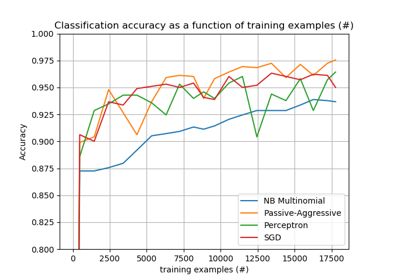 Classification accuracy as a function of training examples (#)
1.000
0.975
0.950
0.925
0.900
0.875
0.850
0.825
0.800
Accuracy
NB Multinomial
Passive-Aggressive
Perceptron
SGD
0 2500 5000 7500 10000 12500 15000 17500
training examples (#)